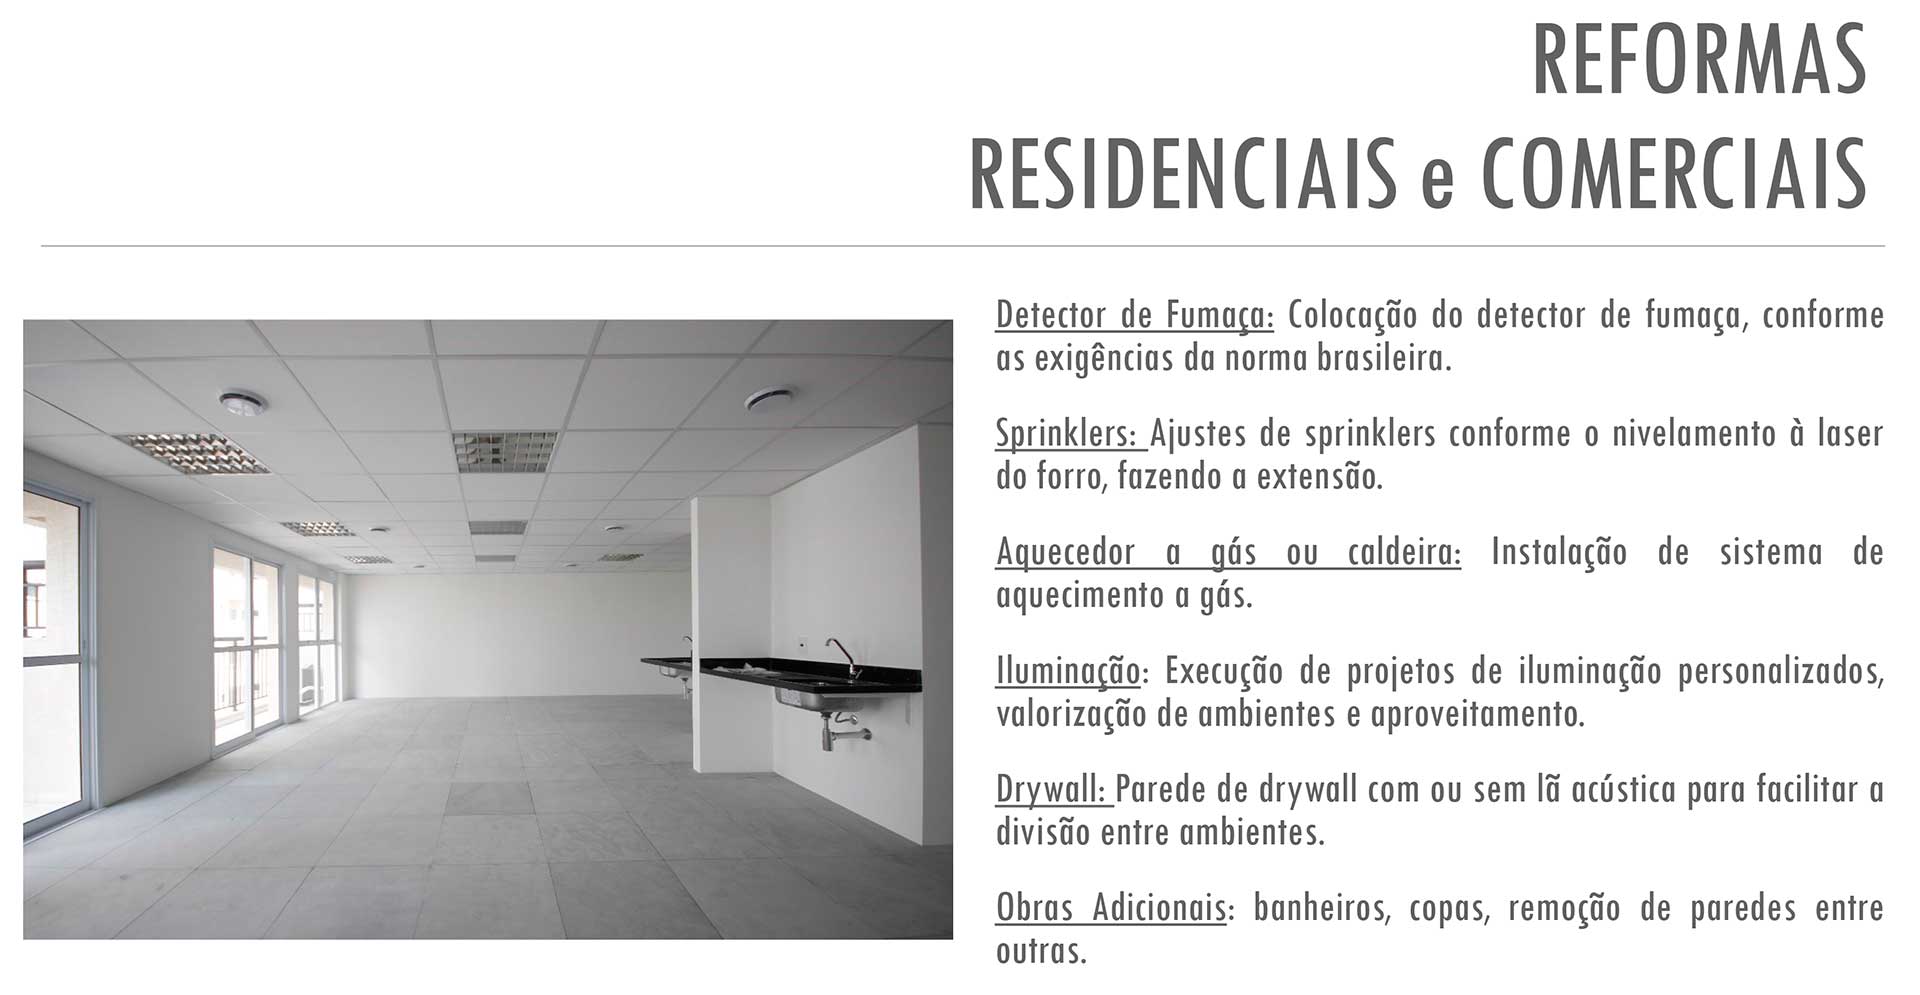 REFORMAS
RESIDENCIAIS e COMERCIAIS
Detector de Fumaça: Colocação do detector de fumaça, conforme
as exigências da norma brasileira.
Sprinklers: Ajustes de sprinklers conforme o nivelamento à laser
do forro, fazendo a extensão.
Aquecedor a gás ou caldeira: Instalação de sistema de
aquecimento a gás.
Iluminação: Execução de projetos de iluminação personalizados,
valorização de ambientes e aproveitamento.
Drywall: Parede de drywall com ou sem lã acústica para facilitar a
divisão entre ambientes.
Obras Adicionais: banheiros, copas, remoção de paredes entre
outras.